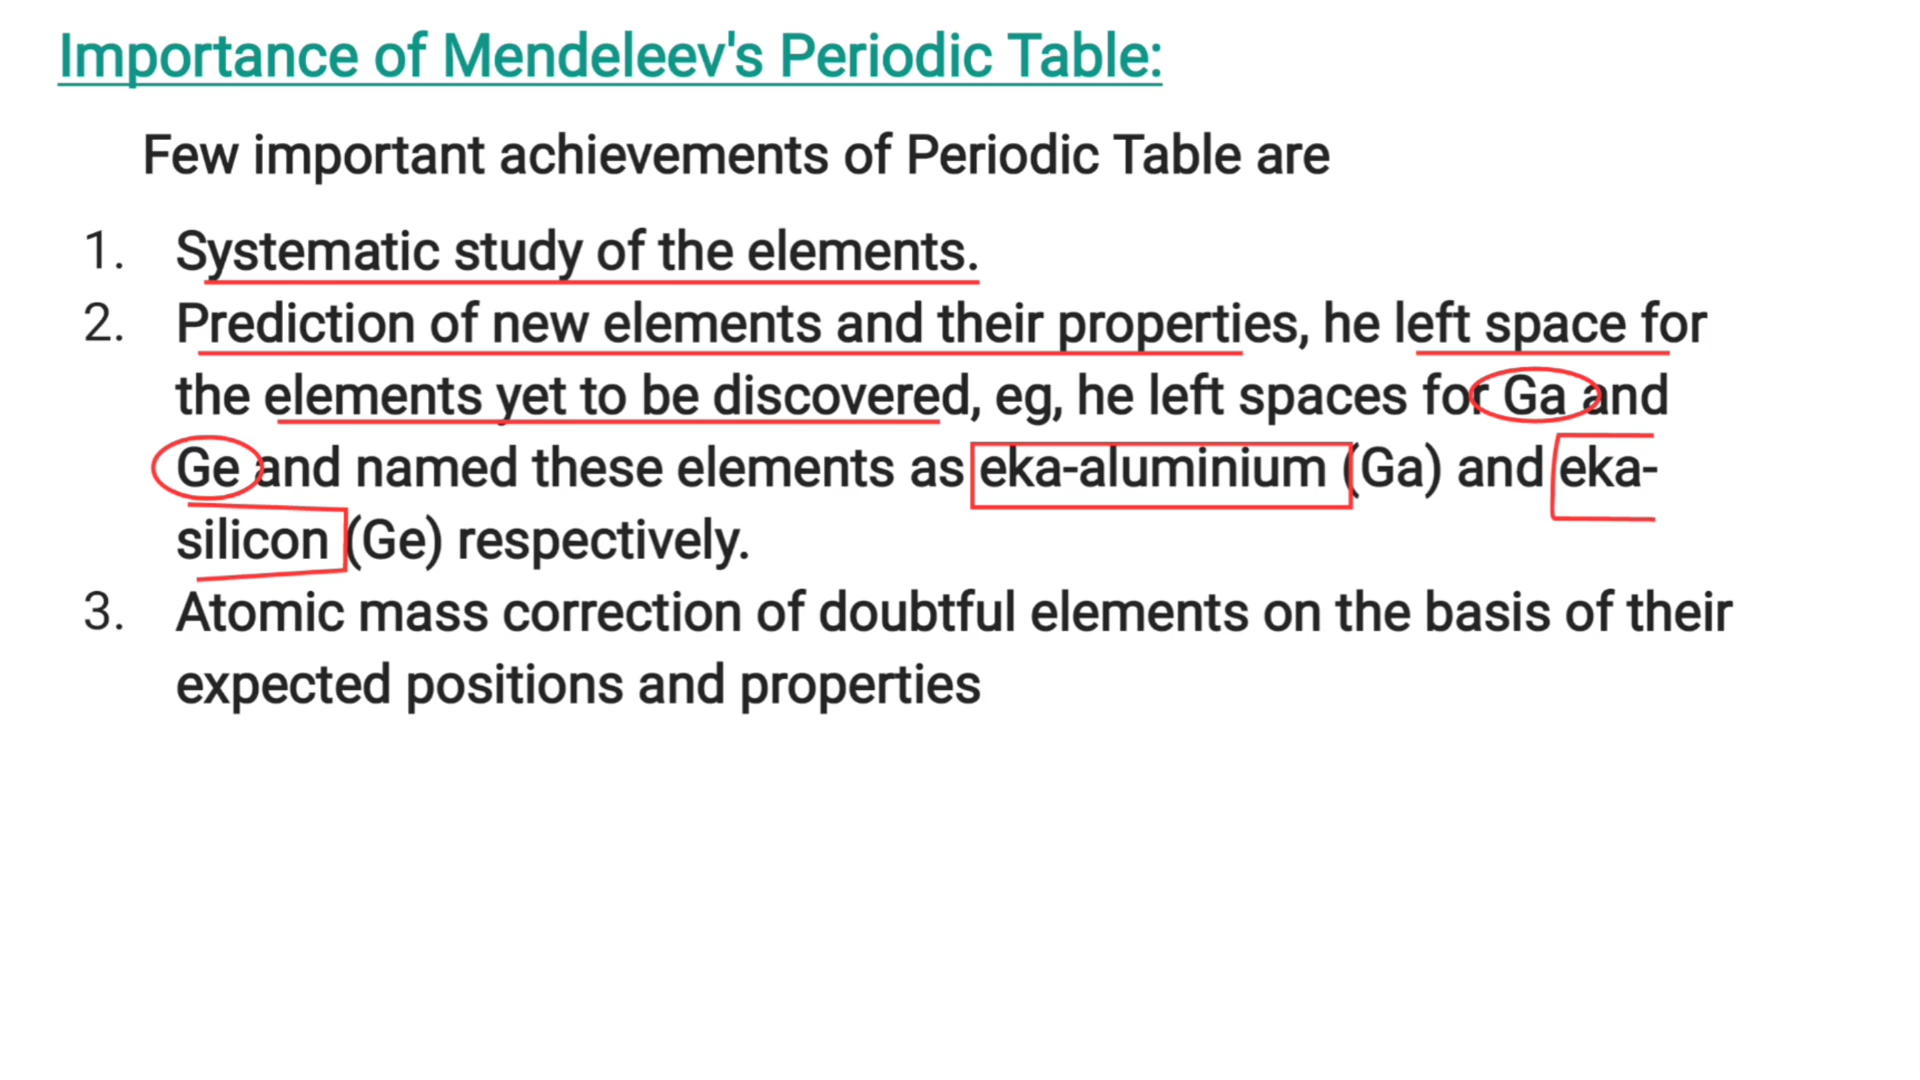 Importance of Mendeleev's Periodic Table:
Few important achievements of Periodic Table are
1. Systematic study of the elements.
2. Prediction of new elements and their properties, he left space for
the elements yet to be discovered, eg, he left spaces for Ga and
Ge and named these elements as eka-aluminium (Ga) and eka-
silicon (Ge) respectively.
3. Atomic mass correction of doubtful elements on the basis of their
expected positions and properties